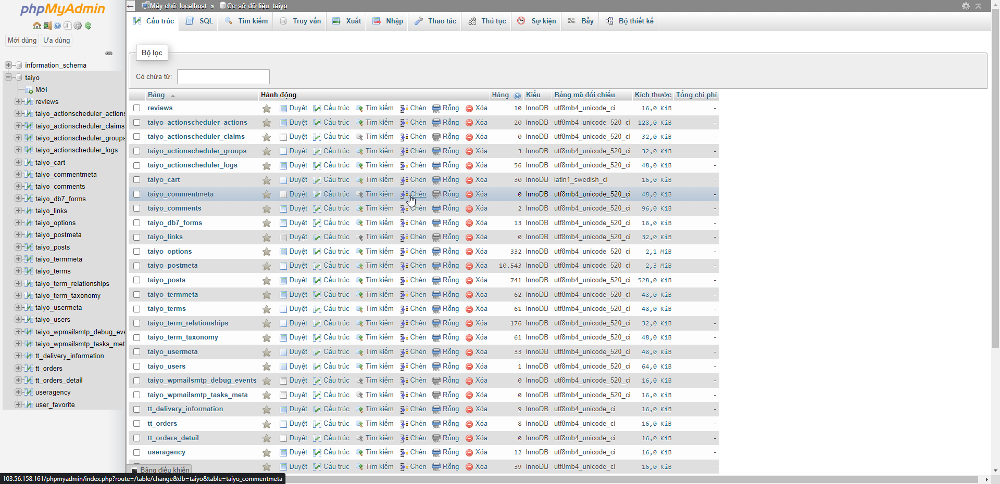 phpMyAdmin
Mới dùng Ưa dùng
information_schema
taiyo
Mới
reviews
taiyo_actionscheduler_actions
taiyo_actionscheduler_claims
taiyo_actionscheduler_groups
taiyo_actionscheduler_logs
taiyo_cart
taiyo_commentmeta
taiyo_comments
taiyo_db7_forms
taiyo_links
taiyo_options
taiyo_postmeta
taiyo_posts
taiyo_termmeta
taiyo_terms
taiyo_term_relationships
taiyo_term_taxonomy
taiyo_usermeta
taiyo_users
taiyo_wpmailsmtp_debug_eve
taiyo_wpmailsmtp_tasks_met
tt_delivery_information
tt_orders
tt_orders_detail
useragency
user_favorite
Máy chủ: localhost » Cơ sở dữ liệu: taiyo
Cấu trúc SQL Tìm kiếm Truy vấn Xuất Nhập Thao tác Thủ tục Sự kiện Bẫy Bộ thiết kế
Bộ lọc
Có chứa từ:
Bảng Hành động Hàng Kiểu Bảng mã đối chiếu Kích thước Tổng chi phí
reviews Duyệt Cấu trúc Tìm kiếm Chèn Rỗng Xóa 10 InnoDB utf8mb4_unicode_ci 16,0 KiB -
taiyo_actionscheduler_actions Duyệt Cấu trúc Tìm kiếm Chèn Rỗng Xóa 20 InnoDB utf8mb4_unicode_520_ci 128,0 KiB -
taiyo_actionscheduler_claims Duyệt Cấu trúc Tìm kiếm Chèn Rỗng Xóa 0 InnoDB utf8mb4_unicode_520_ci 32,0 KiB -
taiyo_actionscheduler_groups Duyệt Cấu trúc Tìm kiếm Chèn Rỗng Xóa 3 InnoDB utf8mb4_unicode_520_ci 32,0 KiB -
taiyo_actionscheduler_logs Duyệt Cấu trúc Tìm kiếm Chèn Rỗng Xóa 56 InnoDB utf8mb4_unicode_520_ci 48,0 KiB -
taiyo_cart Duyệt Cấu trúc Tìm kiếm Chèn Rỗng Xóa 30 InnoDB latin1_swedish_ci 16,0 KiB -
taiyo_commentmeta Duyệt Cấu trúc Tìm kiếm Chèn Rỗng Xóa 0 InnoDB utf8mb4_unicode_520_ci 48,0 KiB -
taiyo_comments Duyệt Cấu trúc Tìm kiếm Chèn Rỗng Xóa 2 InnoDB utf8mb4_unicode_520_ci 96,0 KiB -
taiyo_db7_forms Duyệt Cấu trúc Tìm kiếm Chèn Rỗng Xóa 13 InnoDB utf8mb4_unicode_520_ci 16,0 KiB -
taiyo_links Duyệt Cấu trúc Tìm kiếm Chèn Rỗng Xóa 0 InnoDB utf8mb4_unicode_520_ci 32,0 KiB -
taiyo_options Duyệt Cấu trúc Tìm kiếm Chèn Rỗng Xóa 332 InnoDB utf8mb4_unicode_520_ci 2,1 MiB -
taiyo_postmeta Duyệt Cấu trúc Tìm kiếm Chèn Rỗng Xóa 10.543 InnoDB utf8mb4_unicode_520_ci 2,3 MiB -
taiyo_posts Duyệt Cấu trúc Tìm kiếm Chèn Rỗng Xóa 741 InnoDB utf8mb4_unicode_520_ci 528,0 KiB -
taiyo_termmeta Duyệt Cấu trúc Tìm kiếm Chèn Rỗng Xóa 62 InnoDB utf8mb4_unicode_520_ci 48,0 KiB -
taiyo_terms Duyệt Cấu trúc Tìm kiếm Chèn Rỗng Xóa 61 InnoDB utf8mb4_unicode_520_ci 48,0 KiB -
taiyo_term_relationships Duyệt Cấu trúc Tìm kiếm Chèn Rỗng Xóa 176 InnoDB utf8mb4_unicode_520_ci 32,0 KiB -
taiyo_term_taxonomy Duyệt Cấu trúc Tìm kiếm Chèn Rỗng Xóa 61 InnoDB utf8mb4_unicode_520_ci 48,0 KiB -
taiyo_usermeta Duyệt Cấu trúc Tìm kiếm Chèn Rỗng Xóa 33 InnoDB utf8mb4_unicode_520_ci 48,0 KiB -
taiyo_users Duyệt Cấu trúc Tìm kiếm Chèn Rỗng Xóa 1 InnoDB utf8mb4_unicode_520_ci 64,0 KiB -
taiyo_wpmailsmtp_debug_events Duyệt Cấu trúc Tìm kiếm Chèn Rỗng Xóa 0 InnoDB utf8mb4_unicode_520_ci 16,0 KiB -
taiyo_wpmailsmtp_tasks_meta Duyệt Cấu trúc Tìm kiếm Chèn Rỗng Xóa 0 InnoDB utf8mb4_unicode_520_ci 16,0 KiB -
tt_delivery_information Duyệt Cấu trúc Tìm kiếm Chèn Rỗng Xóa 9 InnoDB utf8mb4_unicode_ci 16,0 KiB -
tt_orders Duyệt Cấu trúc Tìm kiếm Chèn Rỗng Xóa 8 InnoDB utf8mb4_unicode_ci 16,0 KiB -
tt_orders_detail Duyệt Cấu trúc Tìm kiếm Chèn Rỗng Xóa 0 InnoDB utf8mb4_unicode_ci 16,0 KiB -
useragency Duyệt Cấu trúc Tìm kiếm Chèn Rỗng Xóa 12 InnoDB utf8mb4_unicode_ci 16,0 KiB -
Duyệt Cấu trúc Tìm kiếm Chèn Rỗng Xóa 39 InnoDB utf8mb4_unicode_ci 16,0 KiB -
Bảng điều khiển
103.56.158.161/phpmyadmin/index.php?route=/table/change&db=taiyo&table=taiyo_commentmeta